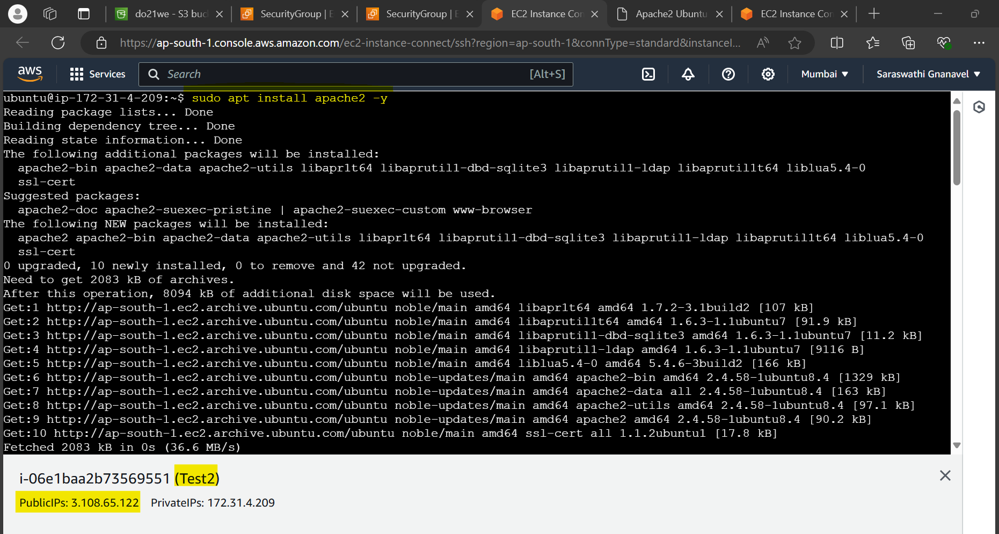 do21we - S3 buc
SecurityGroup | E
SecurityGroup | E
EC2 Instance Con
Apache2 Ubuntu
EC2 Instance Con
https://ap-south-1.console.aws.amazon.com/ec2-instance-connect/ssh?region=ap-south-1&connType=standard&instanceI...
aws
Services
Search
[Alt+S]
Mumbai
Saraswathi Gnanavel
ubuntu@ip-172-31-4-209:~$ sudo apt install apache2 -y
Reading package lists... Done
Building dependency tree... Done
Reading state information... Done
The following additional packages will be installed:
  apache2-bin apache2-data apache2-utils libapr1t64 libaprutil1-dbd-sqlite3 libaprutil1-ldap libaprutil1t64 liblua5.4-0
  ssl-cert
Suggested packages:
  apache2-doc apache2-suexec-pristine | apache2-suexec-custom www-browser
The following NEW packages will be installed:
  apache2 apache2-bin apache2-data apache2-utils libapr1t64 libaprutil1-dbd-sqlite3 libaprutil1-ldap libaprutil1t64 liblua5.4-0
  ssl-cert
0 upgraded, 10 newly installed, 0 to remove and 42 not upgraded.
Need to get 2083 kB of archives.
After this operation, 8094 kB of additional disk space will be used.
Get:1 http://ap-south-1.ec2.archive.ubuntu.com/ubuntu noble/main amd64 libapr1t64 amd64 1.7.2-3.1build2 [107 kB]
Get:2 http://ap-south-1.ec2.archive.ubuntu.com/ubuntu noble/main amd64 libaprutil1t64 amd64 1.6.3-1.1ubuntu7 [91.9 kB]
Get:3 http://ap-south-1.ec2.archive.ubuntu.com/ubuntu noble/main amd64 libaprutil1-dbd-sqlite3 amd64 1.6.3-1.1ubuntu7 [11.2 kB]
Get:4 http://ap-south-1.ec2.archive.ubuntu.com/ubuntu noble/main amd64 libaprutil1-ldap amd64 1.6.3-1.1ubuntu7 [9116 B]
Get:5 http://ap-south-1.ec2.archive.ubuntu.com/ubuntu noble/main amd64 liblua5.4-0 amd64 5.4.6-3build2 [166 kB]
Get:6 http://ap-south-1.ec2.archive.ubuntu.com/ubuntu noble-updates/main amd64 apache2-bin amd64 2.4.58-1ubuntu8.4 [1329 kB]
Get:7 http://ap-south-1.ec2.archive.ubuntu.com/ubuntu noble-updates/main amd64 apache2-data all 2.4.58-1ubuntu8.4 [163 kB]
Get:8 http://ap-south-1.ec2.archive.ubuntu.com/ubuntu noble-updates/main amd64 apache2-utils amd64 2.4.58-1ubuntu8.4 [97.1 kB]
Get:9 http://ap-south-1.ec2.archive.ubuntu.com/ubuntu noble-updates/main amd64 apache2 amd64 2.4.58-1ubuntu8.4 [90.2 kB]
Get:10 http://ap-south-1.ec2.archive.ubuntu.com/ubuntu noble/main amd64 ssl-cert all 1.1.2ubuntu1 [17.8 kB]
Fetched 2083 kB in 0s (36.6 MB/s)
i-06e1baa2b73569551 (Test2)
PublicIPs: 3.108.65.122 PrivateIPs: 172.31.4.209